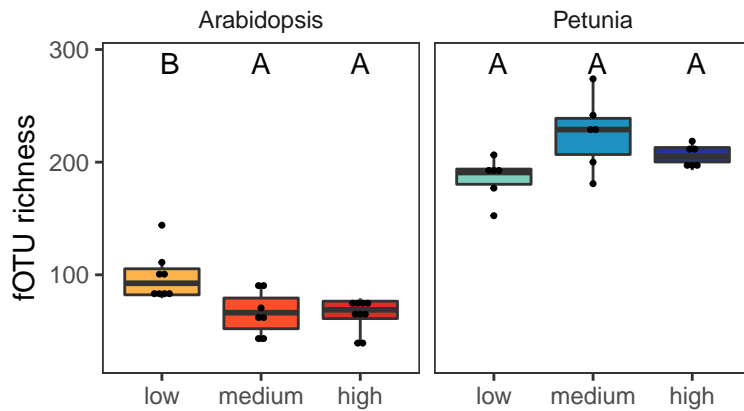 Arabidopsis Petunia
300
B A A A A A
200
100
fOTU richness
low medium high low medium high